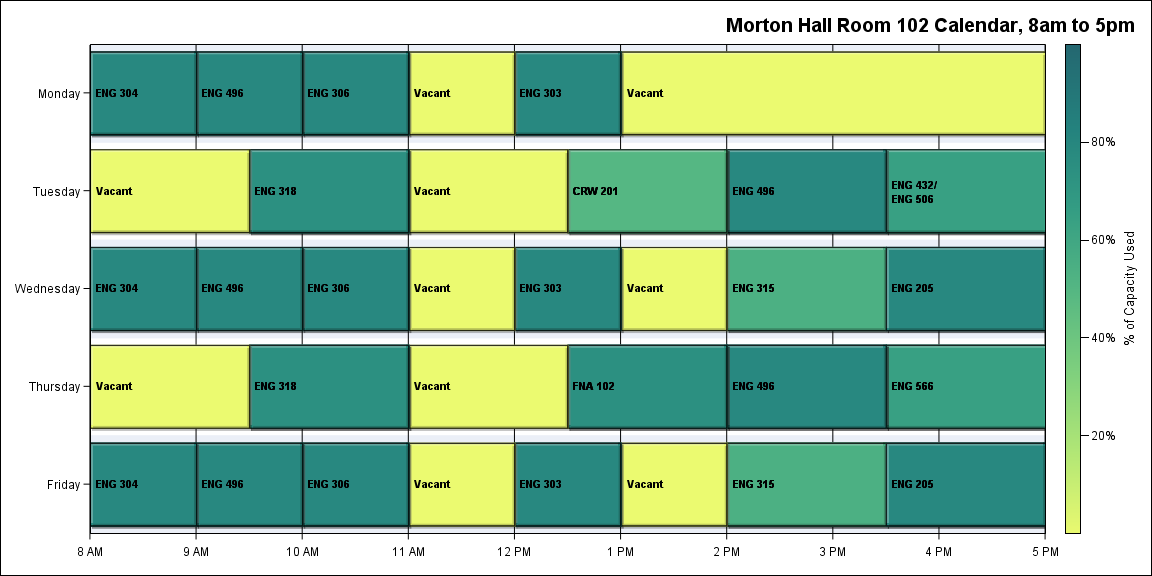 Morton Hall Room 102 Calendar, 8am to 5pm
Monday
ENG 304
ENG 496
ENG 306
Vacant
ENG 303
Vacant
Tuesday
Vacant
ENG 318
Vacant
CRW 201
ENG 496
ENG 432/
ENG 506
Wednesday
ENG 304
ENG 496
ENG 306
Vacant
ENG 303
Vacant
ENG 315
ENG 205
Thursday
Vacant
ENG 318
Vacant
FNA 102
ENG 496
ENG 566
Friday
ENG 304
ENG 496
ENG 306
Vacant
ENG 303
Vacant
ENG 315
ENG 205
8 AM
9 AM
10 AM
11 AM
12 PM
1 PM
2 PM
3 PM
4 PM
5 PM
80%
60%
40%
20%
% of Capacity Used